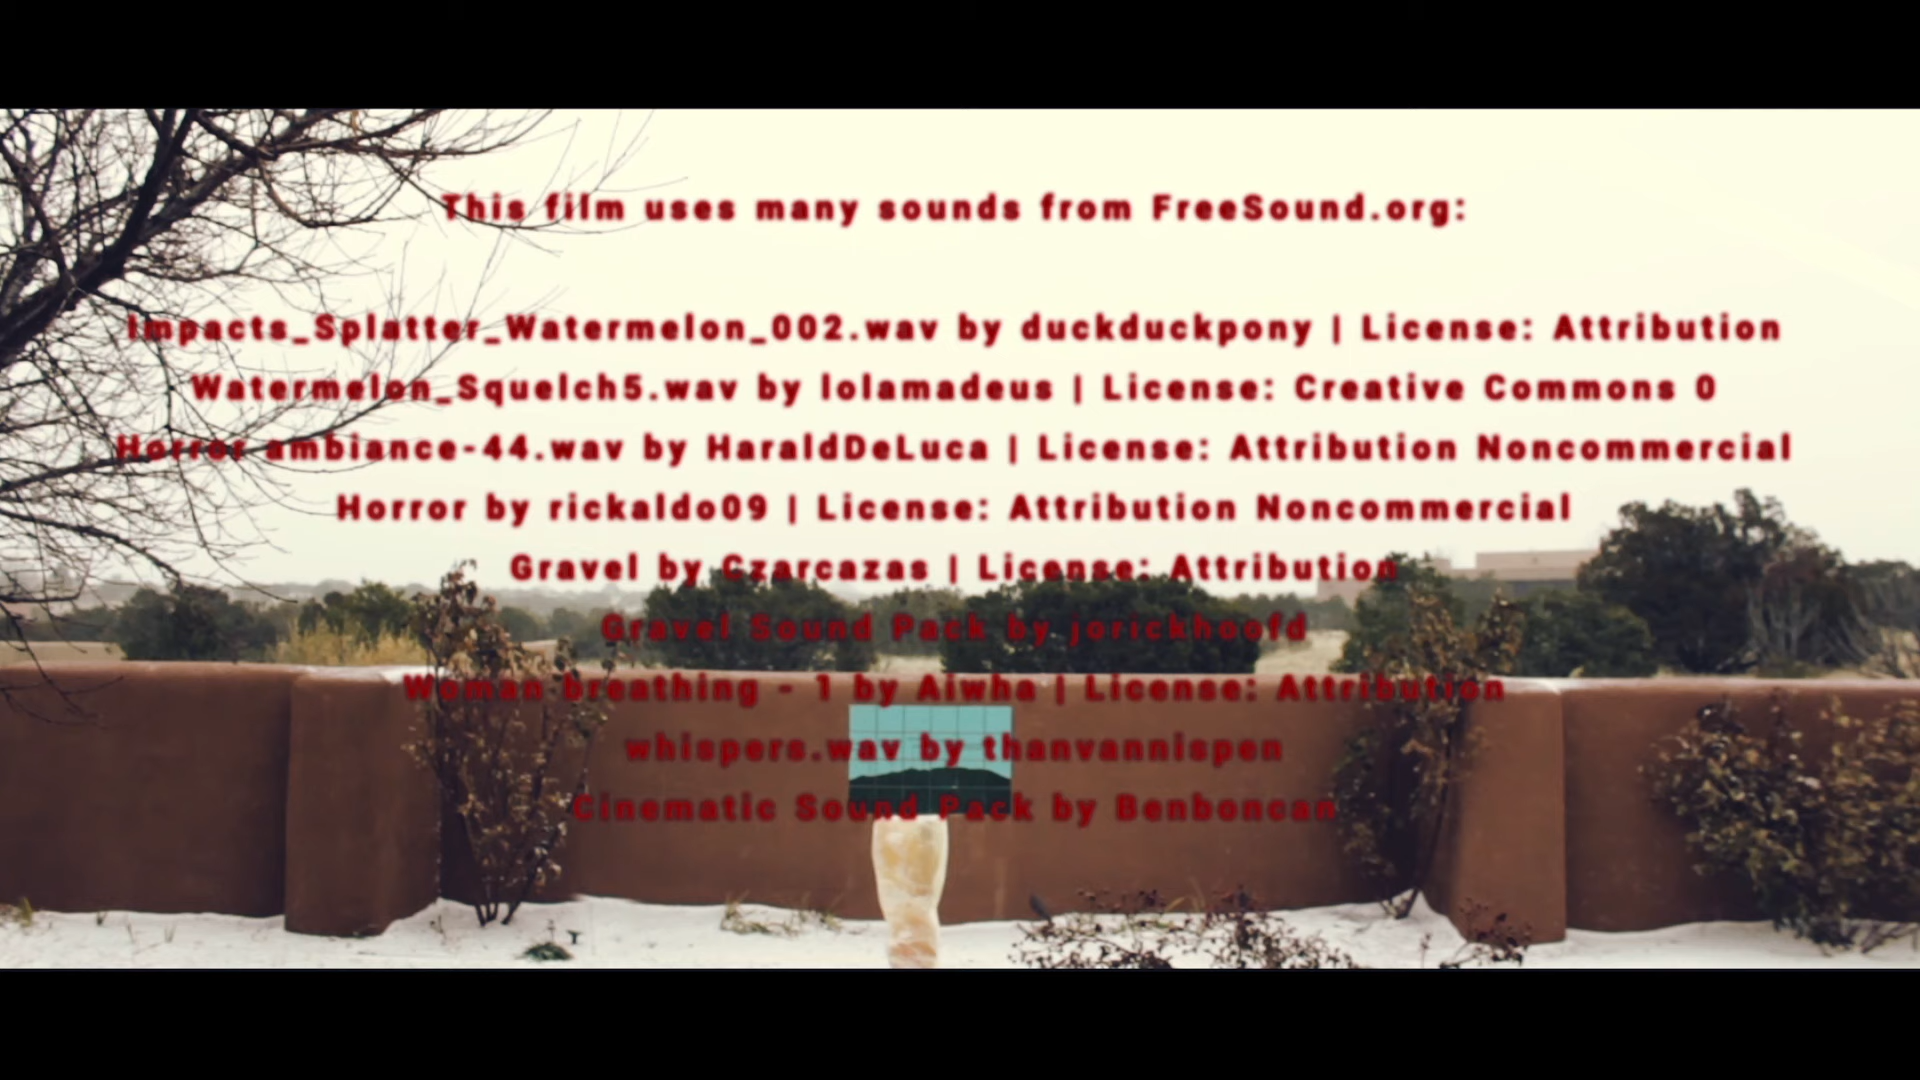 This film uses many sounds from FreeSound.org:
Impacts_Splatter_Watermelon_002.wav by duckduckpony | License: Attribution
Watermelon_Squelch5.wav by lolamadeus | License: Creative Commons 0
Horror ambiance-44.wav by HaraldDeLuca | License: Attribution Noncommercial
Horror by rickaldo09 | License: Attribution Noncommercial
Gravel by Czarcazas | License: Attribution
Gravel Sound Pack by jorickhoofd
Woman breathing - 1 by Aiwha | License: Attribution
whispers.wav by thanvannispen
Cinematic Sound Pack by Benboncan